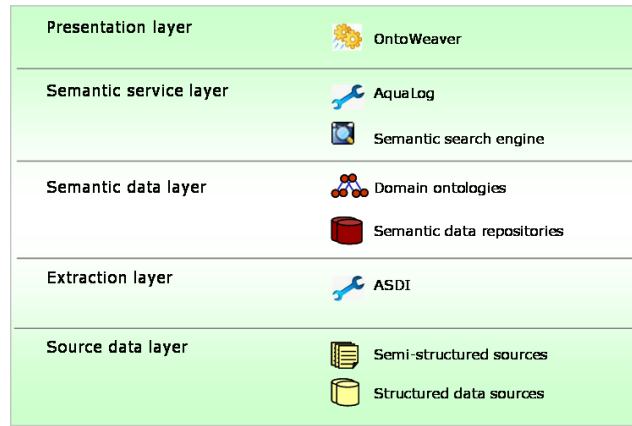 Presentation layer
OntoWeaver
Semantic service layer
AquaLog
Semantic search engine
Semantic data layer
Domain ontologies
Semantic data repositories
Extraction layer
ASDI
Source data layer
Semi-structured sources
Structured data sources